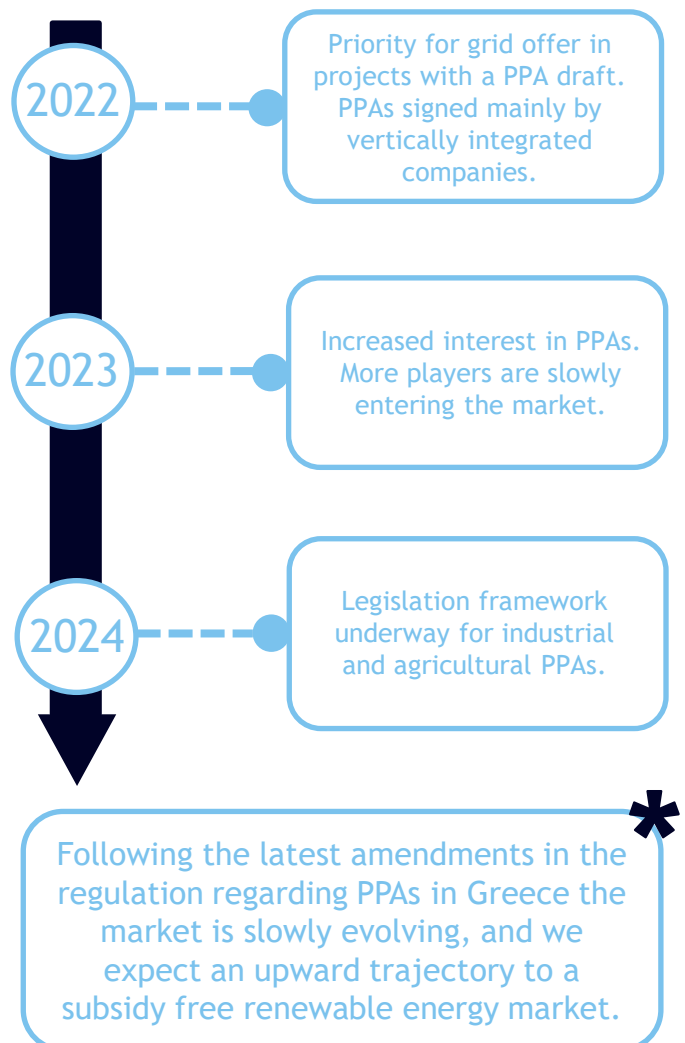 2022
Priority for grid offer in
projects with a PPA draft.
PPAs signed mainly by
vertically integrated
companies.
2023
Increased interest in PPAs.
More players are slowly
entering the market.
2024
Legislation framework
underway for industrial
and agricultural PPAs.
*
Following the latest amendments in the
regulation regarding PPAs in Greece the
market is slowly evolving, and we
expect an upward trajectory to a
subsidy free renewable energy market.